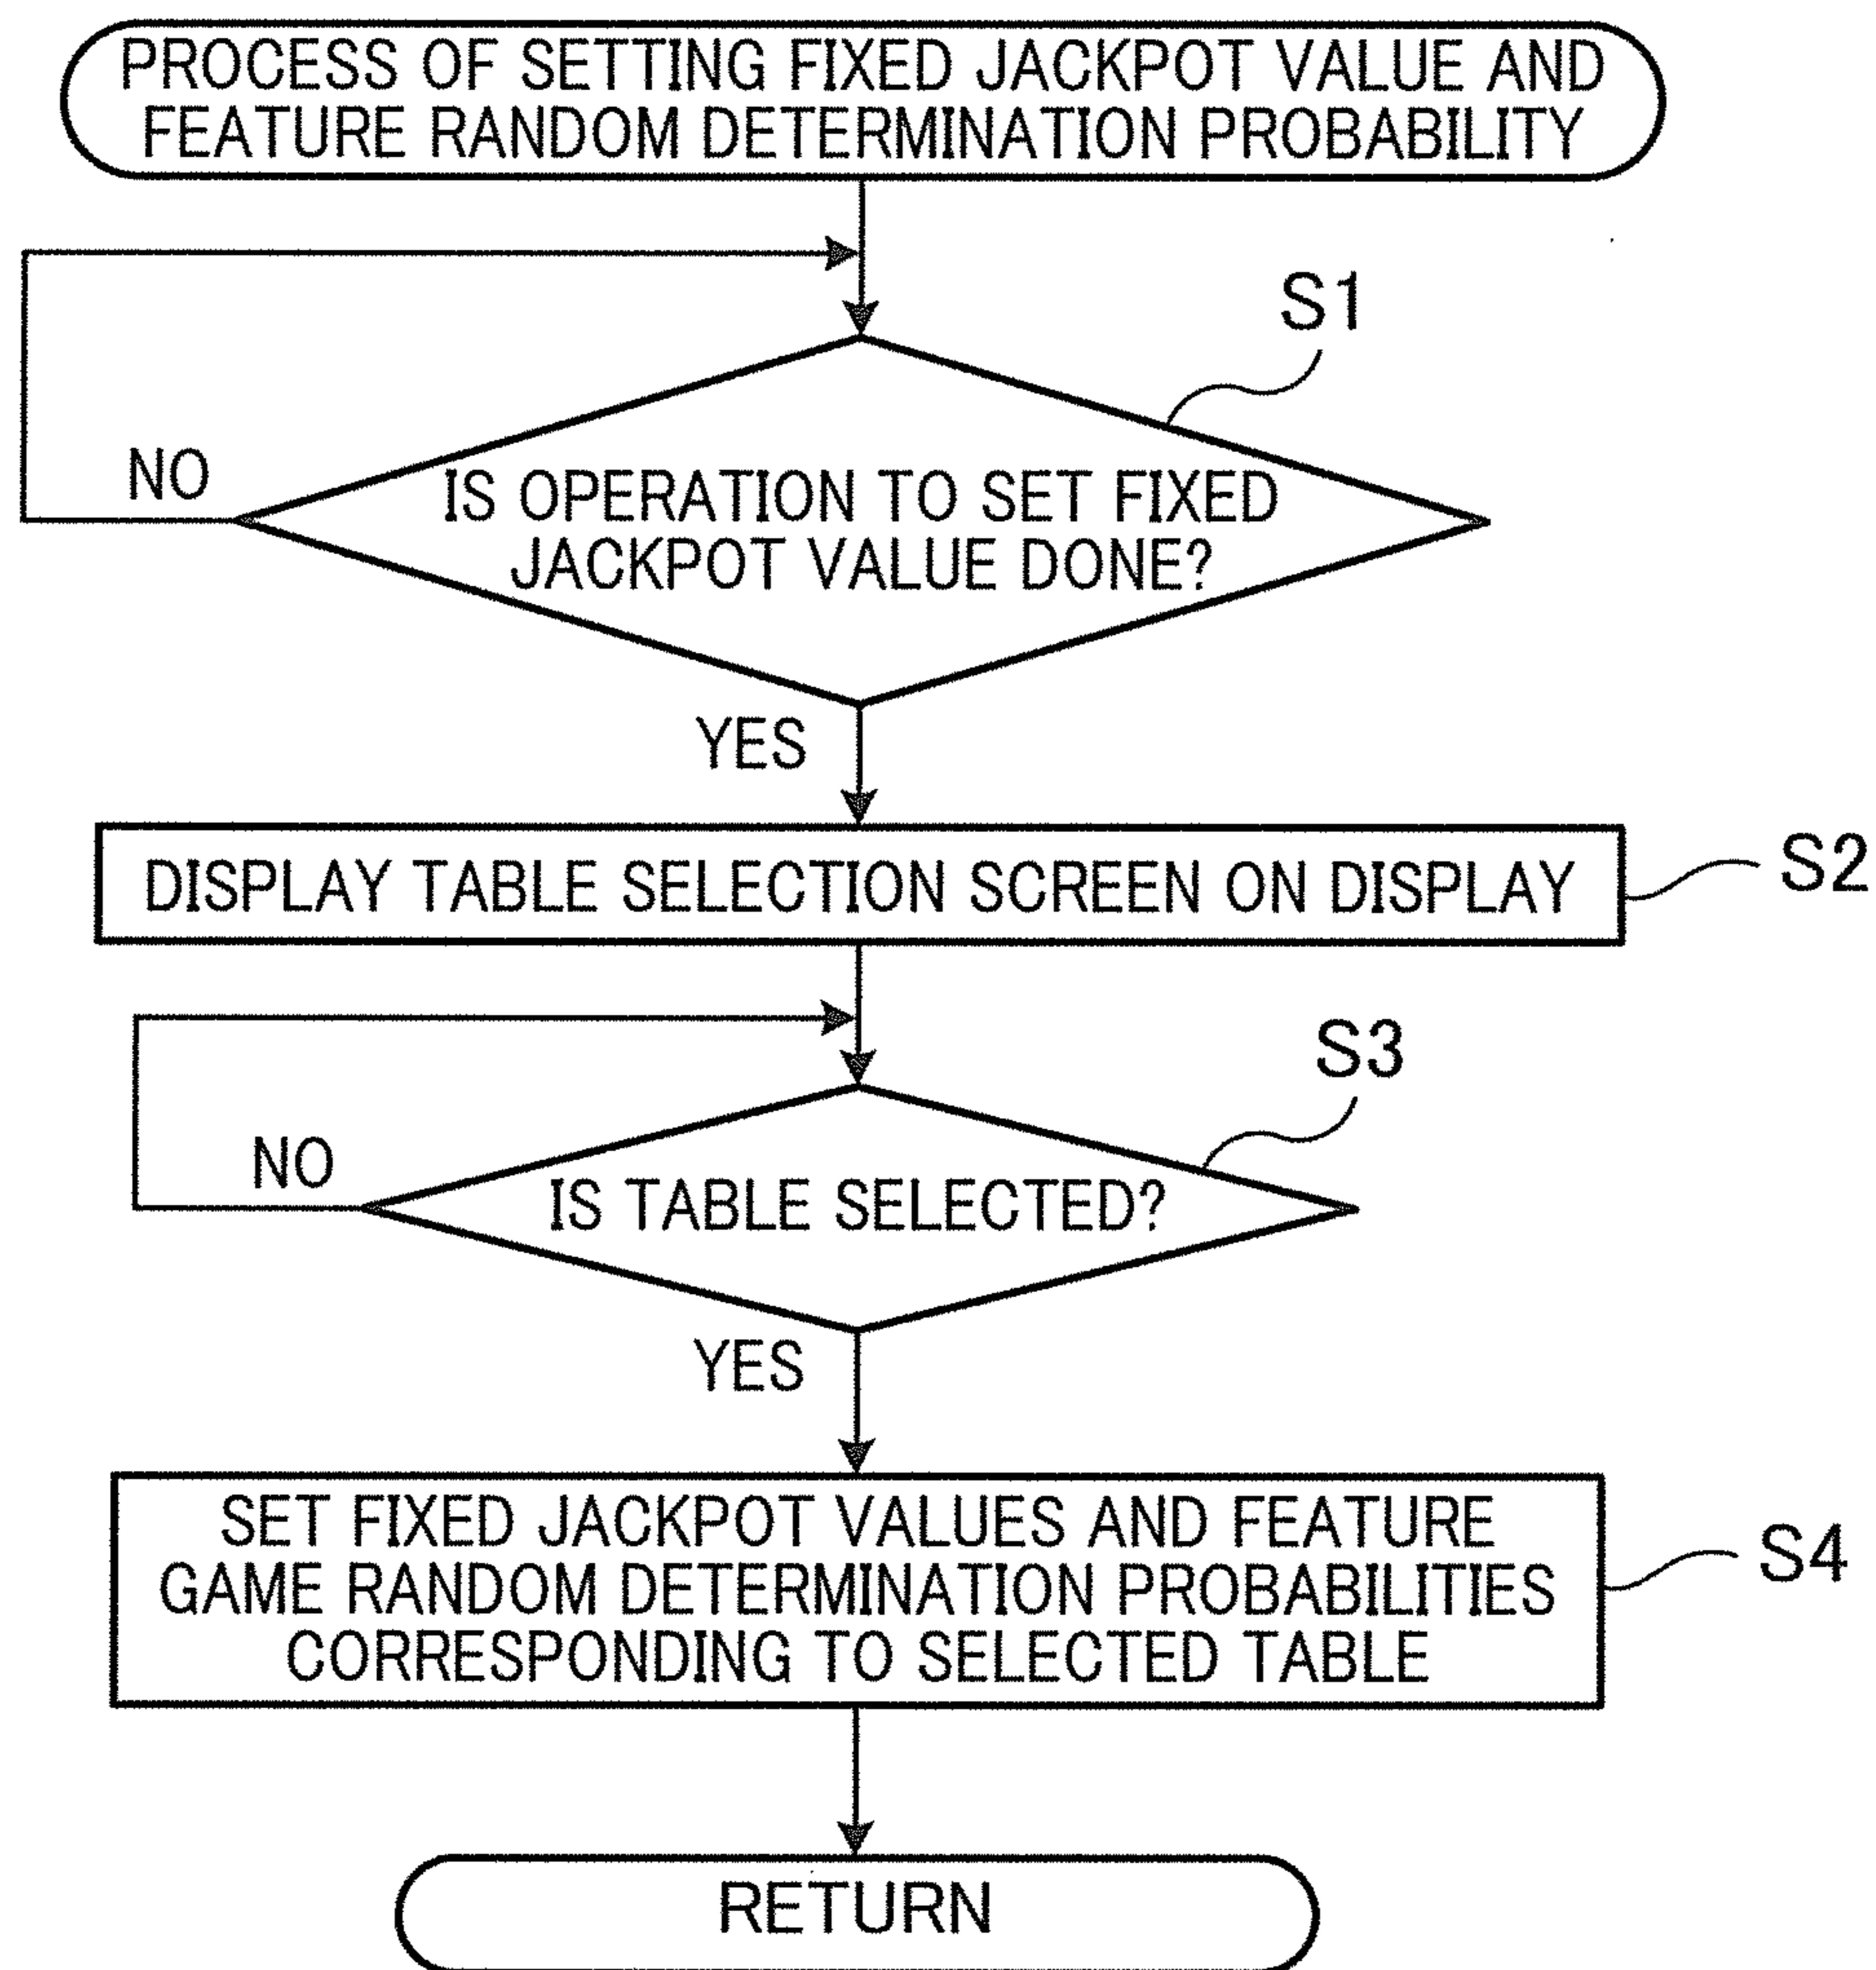 PROCESS OF SETTING FIXED JACKPOT VALUE AND
FEATURE RANDOM DETERMINATION PROBABILITY
S1
NO
IS OPERATION TO SET FIXED
JACKPOT VALUE DONE?
YES
DISPLAY TABLE SELECTION SCREEN ON DISPLAY
S2
S3
NO
IS TABLE SELECTED?
YES
SET FIXED JACKPOT VALUES AND FEATURE
GAME RANDOM DETERMINATION PROBABILITIES
CORRESPONDING TO SELECTED TABLE
S4
RETURN